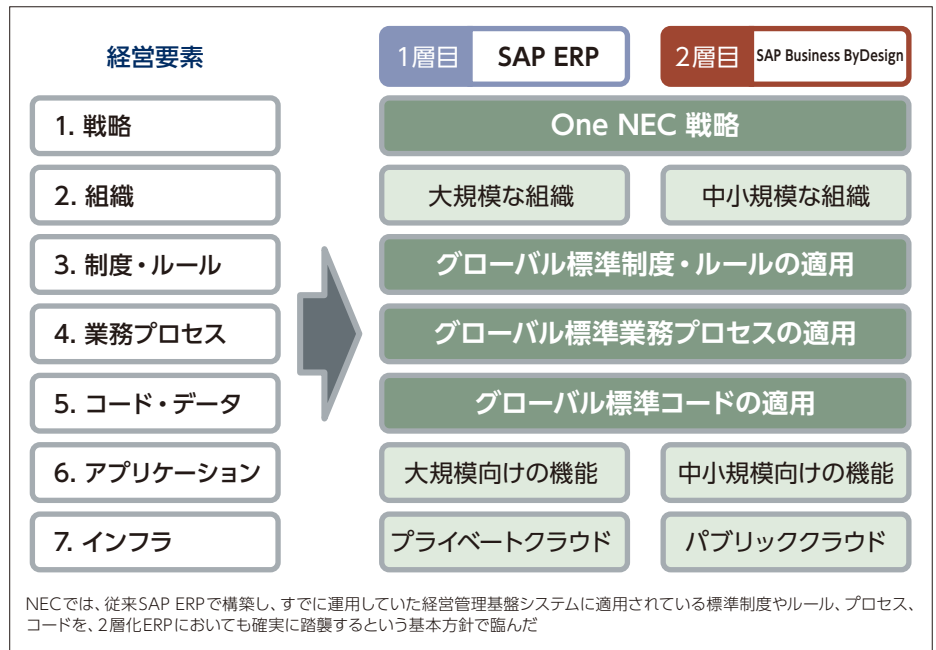 経営要素
1層目 SAP ERP
2層目 SAP Business ByDesign
1. 戦略
One NEC 戦略
2. 組織
大規模な組織
中小規模な組織
3. 制度・ルール
グローバル標準制度・ルールの適用
4. 業務プロセス
グローバル標準業務プロセスの適用
5. コード・データ
グローバル標準コードの適用
6. アプリケーション
大規模向けの機能
中小規模向けの機能
7. インフラ
プライベートクラウド
パブリッククラウド
NECでは、従来SAP ERPで構築し、すでに運用していた経営管理基盤システムに適用されている標準制度やルール、プロセス、
コードを、2層化ERPにおいても確実に踏襲するという基本方針で臨んだ